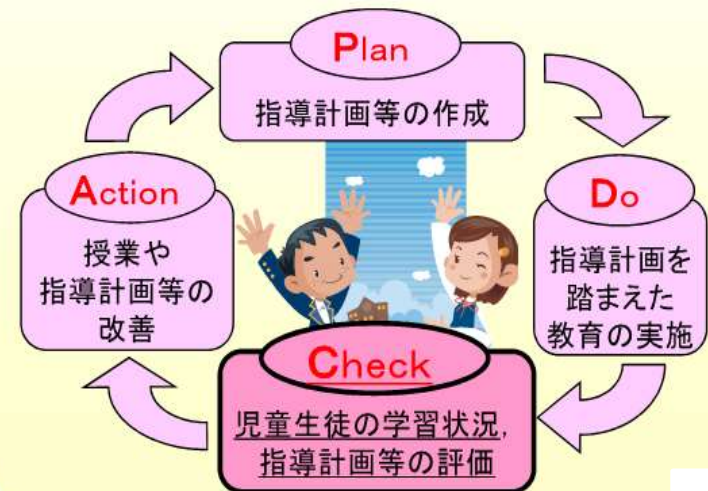 Plan
指導計画等の作成
Do
指導計画を
踏まえた
教育の実施
Check
児童生徒の学習状況,
指導計画等の評価
Action
授業や
指導計画等の
改善